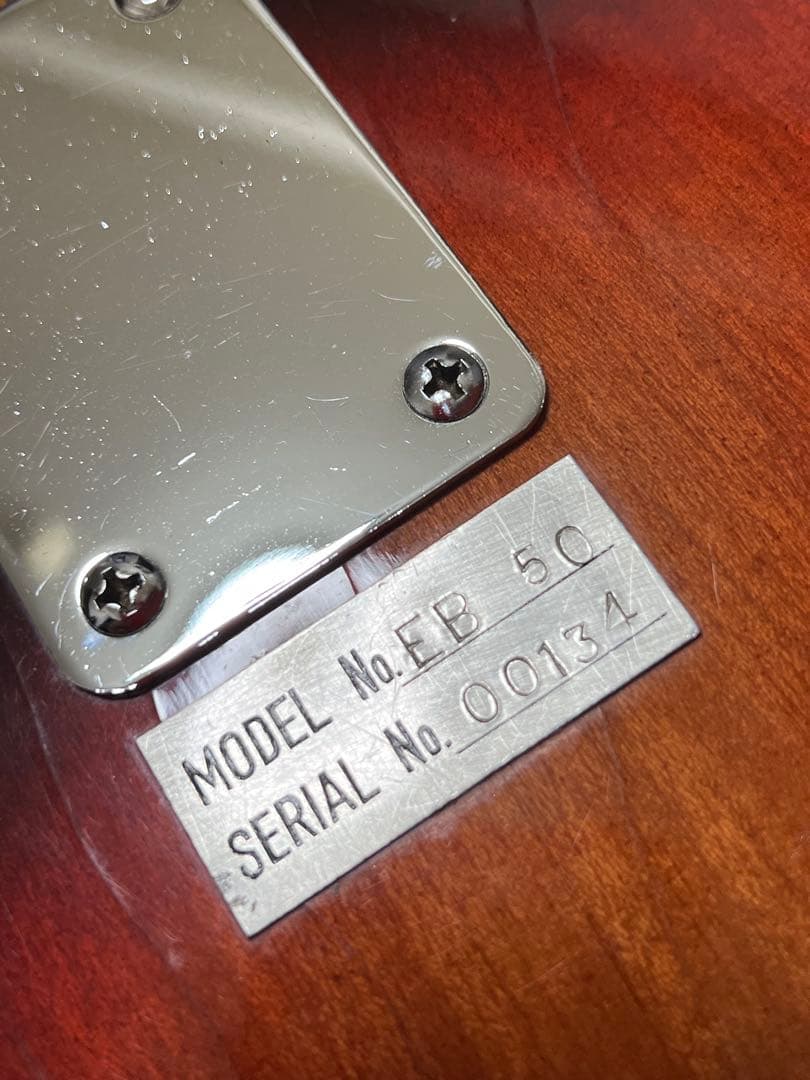 MODEL No. EB 50
SERIAL No. 00134